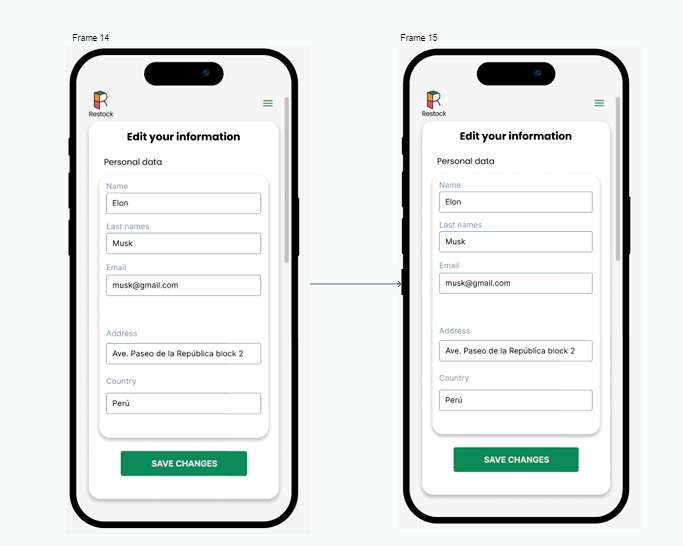 Frame 14
Restock
Edit your information
Personal data
Name
Elon
Last names
Musk
Email
musk@gmail.com
Address
Ave. Paseo de la República block 2
Country
Perú
SAVE CHANGES
Frame 15
Restock
Edit your information
Personal data
Name
Elon
Last names
Musk
Email
musk@gmail.com
Address
Ave. Paseo de la República block 2
Country
Perú
SAVE CHANGES